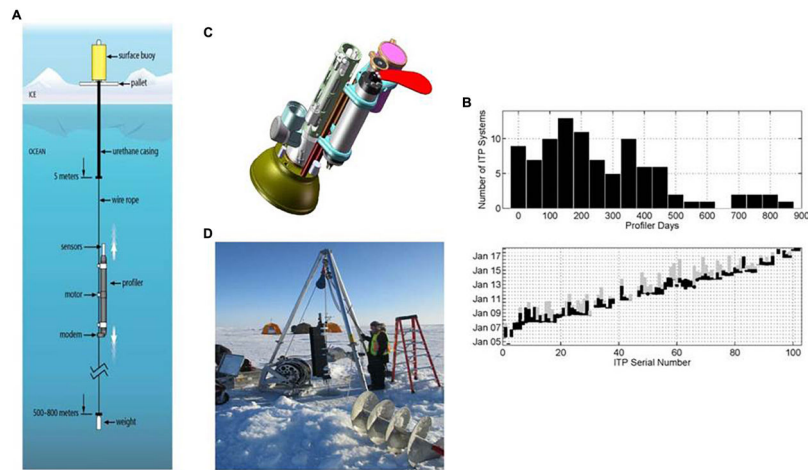 A
surface buoy
pallet
ICE
OCEAN
urethane casing
5 meters
wire rope
sensors
profiler
motor
modem
500–800 meters
weight
C
D
B
Number of ITP Systems
10
5
0
0 100 200 300 400 500 600 700 800 900
Profiler Days
Jan 17
Jan 15
Jan 13
Jan 11
Jan 09
Jan 07
Jan 05
0 20 40 60 80 100
ITP Serial Number